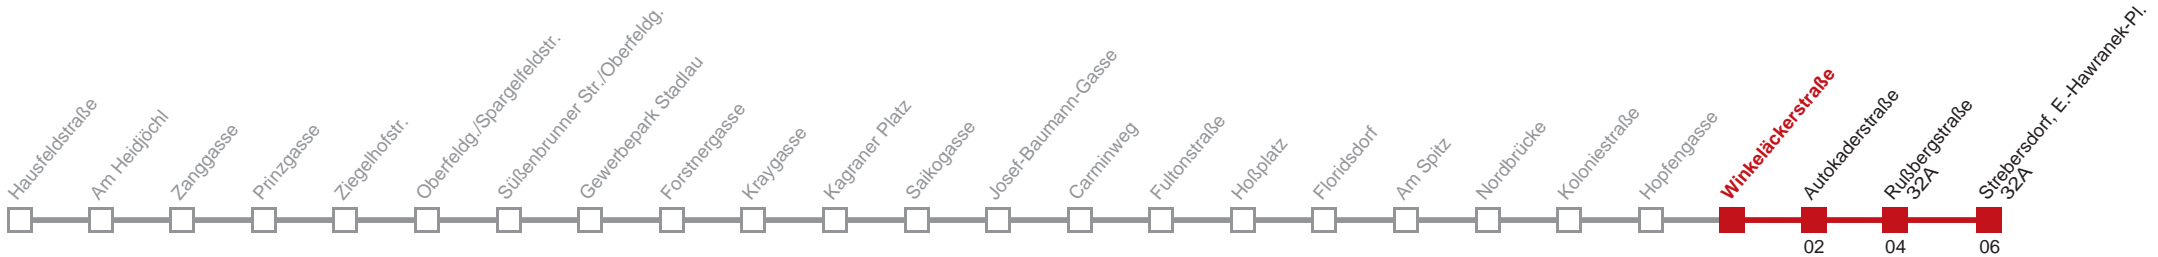 Hausfeldstraße
Am Heidjöchl
Zanggasse
Prinzgasse
Ziegelhofstr.
Oberfeldg./Spargelfeldstr.
Süßenbrunner Str./Oberfeldg.
Gewerbepark Stadlau
Forstnergasse
Kraygasse
Kagraner Platz
Saikogasse
Josef-Baumann-Gasse
Carminweg
Fultonstraße
Hoßplatz
Floridsdorf
Am Spitz
Nordbrücke
Koloniestraße
Hopfengasse
Winkeläckerstraße
Autokaderstraße
Rußbergstraße
32A
Strebersdorf, E.-Hawranek-Pl.
32A
02
04
06